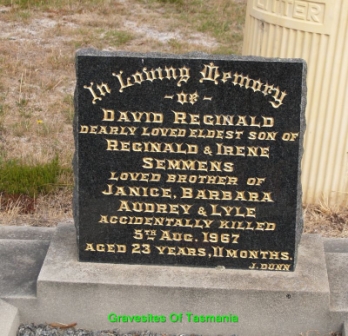 LITTER
In Loving Memory
- OF -
DAVID REGINALD
DEARLY LOVED ELDEST SON OF
REGINALD & IRENE
SEMMENS
LOVED BROTHER OF
JANICE, BARBARA
AUDREY & LYLE
ACCIDENTALLY KILLED
5TH AUG. 1967
AGED 23 YEARS, 11 MONTHS.
J. DUNN
Gravesites Of Tasmania